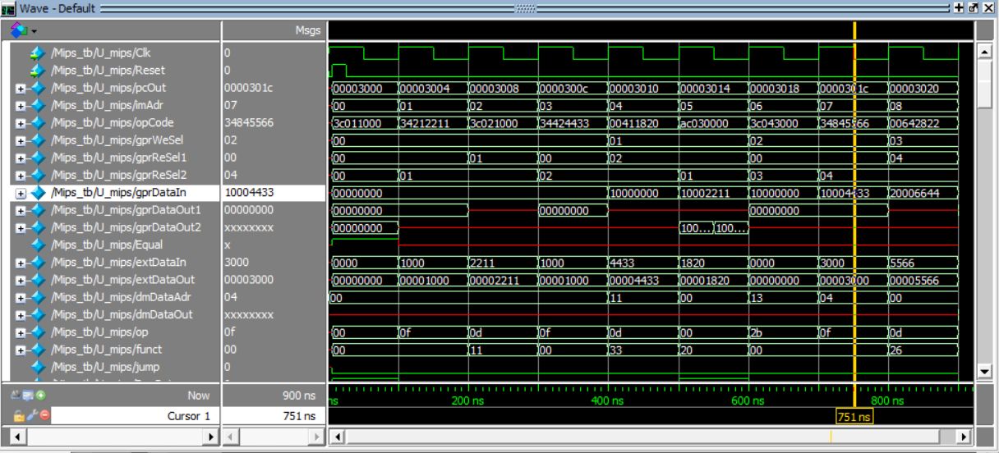 Wave - Default
Msgs
/Mips_tb/U_mips/Clk 0
/Mips_tb/U_mips/Reset 0
/Mips_tb/U_mips/pcOut 0000301c 00003000 00003004 00003008 0000300c 00003010 00003014 00003018 0000301c 00003020
/Mips_tb/U_mips/imAdr 07 00 01 02 03 04 05 06 07 08
/Mips_tb/U_mips/opCode 34845566 3c011000 34212211 3c021000 34424433 00411820 ac030000 3c043000 34845566 00642822
/Mips_tb/U_mips/gprWeSel 02 00 01 02 03
/Mips_tb/U_mips/gprReSel1 00 00 01 00 02 00 04
/Mips_tb/U_mips/gprReSel2 04 00 01 02 01 03 04
/Mips_tb/U_mips/gprDataIn 10004433 00000000 10000000 10002211 10000000 10004433 20006644
/Mips_tb/U_mips/gprDataOut1 00000000 00000000 00000000 00000000
/Mips_tb/U_mips/gprDataOut2 xxxxxxxx 00000000 100... 100...
/Mips_tb/U_mips/Equal x
/Mips_tb/U_mips/extDataIn 3000 0000 1000 2211 1000 4433 1820 0000 3000 5566
/Mips_tb/U_mips/extDataOut 00003000 00000000 00001000 00002211 00001000 00004433 00001820 00000000 00003000 00005566
/Mips_tb/U_mips/dmDataAdr 04 00 11 00 13 04 00
/Mips_tb/U_mips/dmDataOut xxxxxxxx
/Mips_tb/U_mips/op 0f 00 0f 0d 0f 0d 00 2b 0f 0d
/Mips_tb/U_mips/funct 00 00 11 00 33 20 00 26
/Mips_tb/U_mips/jump 0
Now 900 ns ns 200 ns 400 ns 600 ns 800 ns
Cursor 1 751 ns 751 ns